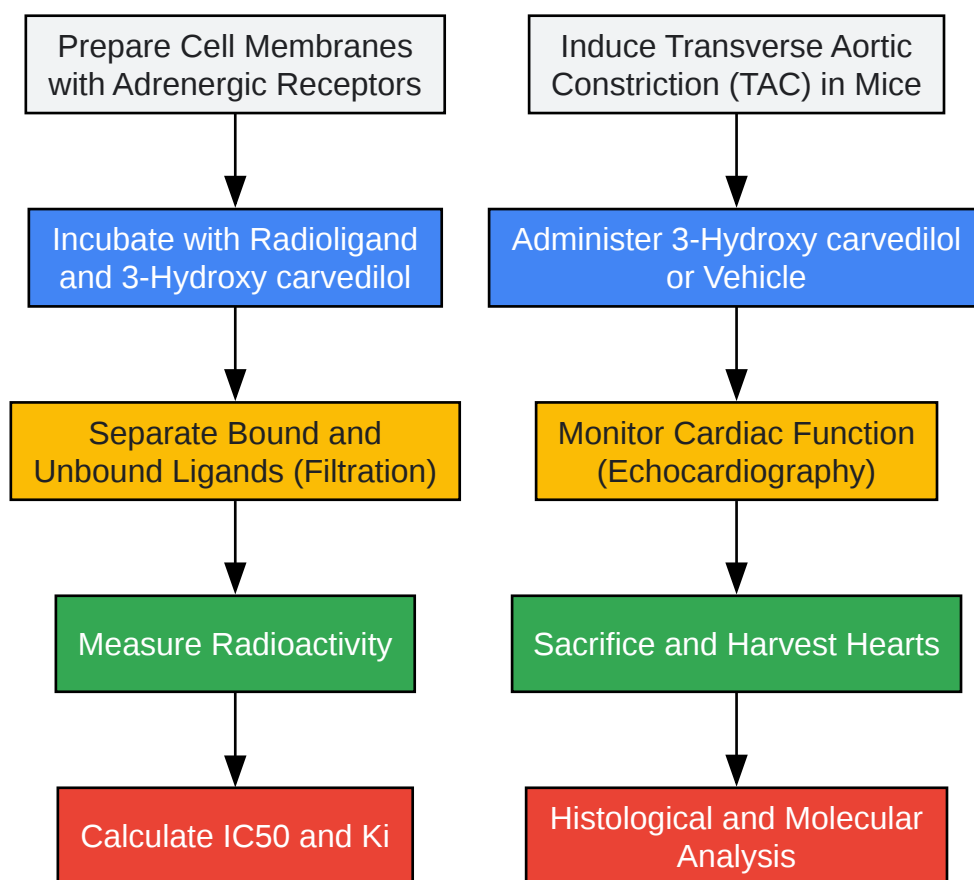 Prepare Cell Membranes
with Adrenergic Receptors
Incubate with Radioligand
and 3-Hydroxy carvedilol
Separate Bound and
Unbound Ligands (Filtration)
Measure Radioactivity
Calculate IC50 and Ki
Induce Transverse Aortic
Constriction (TAC) in Mice
Administer 3-Hydroxy carvedilol
or Vehicle
Monitor Cardiac Function
(Echocardiography)
Sacrifice and Harvest Hearts
Histological and Molecular
Analysis